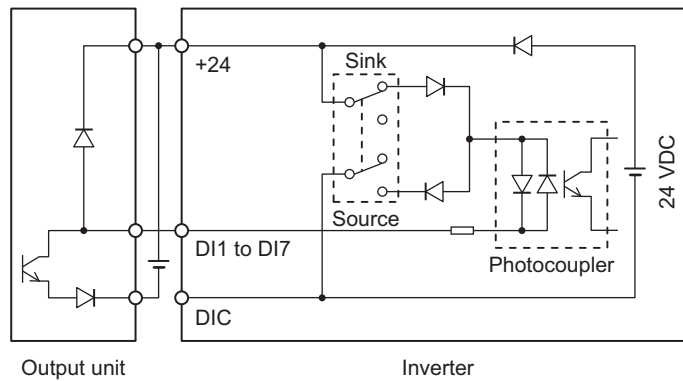 +24
Sink
Source
DI1 to DI7
Photocoupler
24 VDC
DIC
Output unit
Inverter